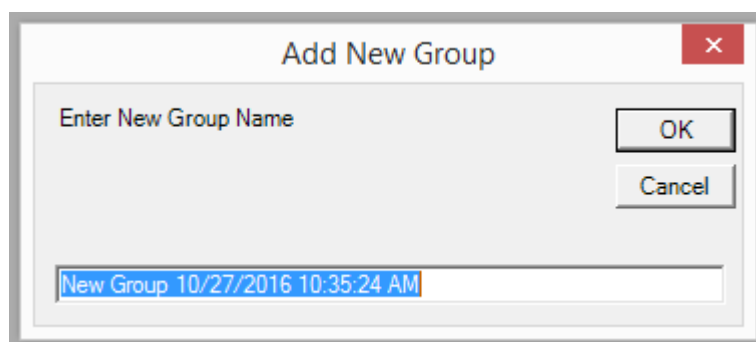 Add New Group
Enter New Group Name
OK
Cancel
New Group 10/27/2016 10:35:24 AM